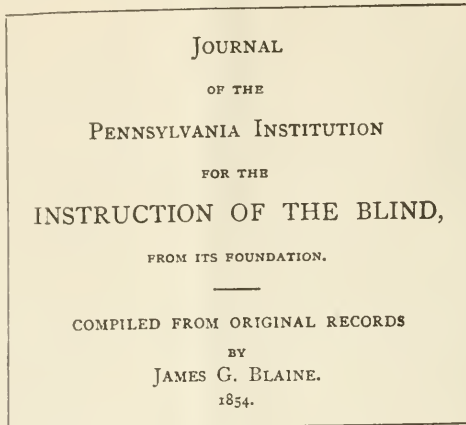 JOURNAL
OF THE
PENNSYLVANIA INSTITUTION
FOR THE
INSTRUCTION OF THE BLIND,
FROM ITS FOUNDATION.
COMPILED FROM ORIGINAL RECORDS
BY
JAMES G. BLAINE.
1854.